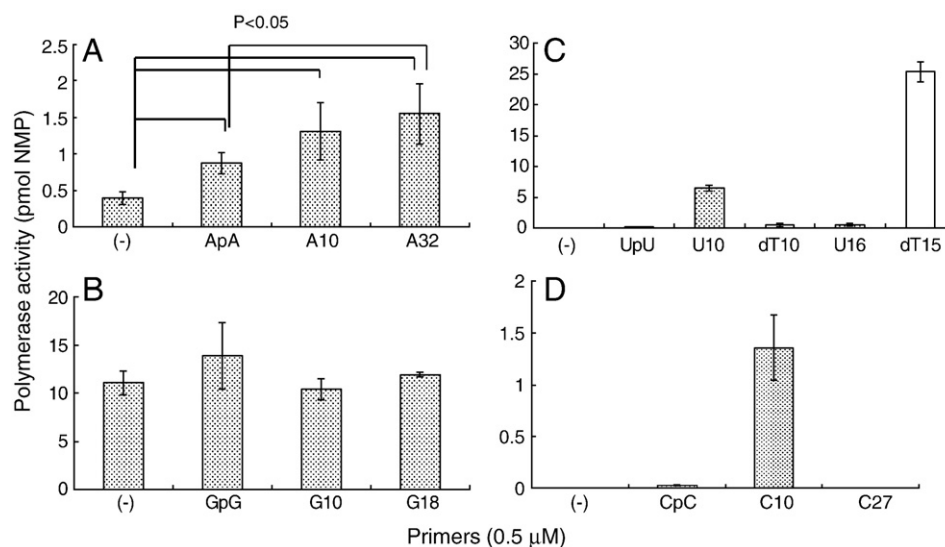 P<0.05
A
2.5
2
1.5
1
0.5
0
(-) ApA A10 A32
C
30
25
20
15
10
5
0
(-) UpU U10 dT10 U16 dT15
B
20
15
10
5
0
(-) GpG G10 G18
D
2
1.5
1
0.5
0
(-) CpC C10 C27
Polymerase activity (pmol NMP)
Primers (0.5 μM)